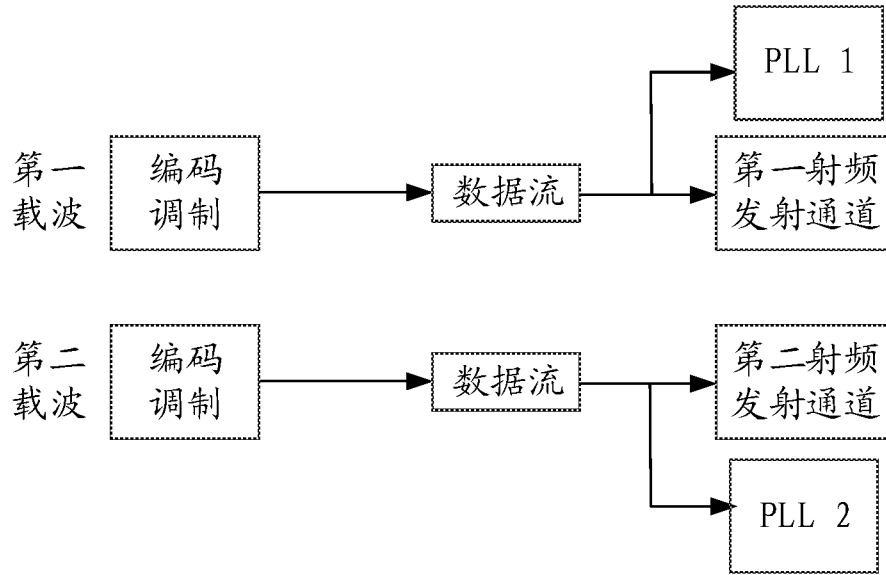 PLL 1
第一
载波
编码
调制
数据流
第一射频
发射通道
第二
载波
编码
调制
数据流
第二射频
发射通道
PLL 2